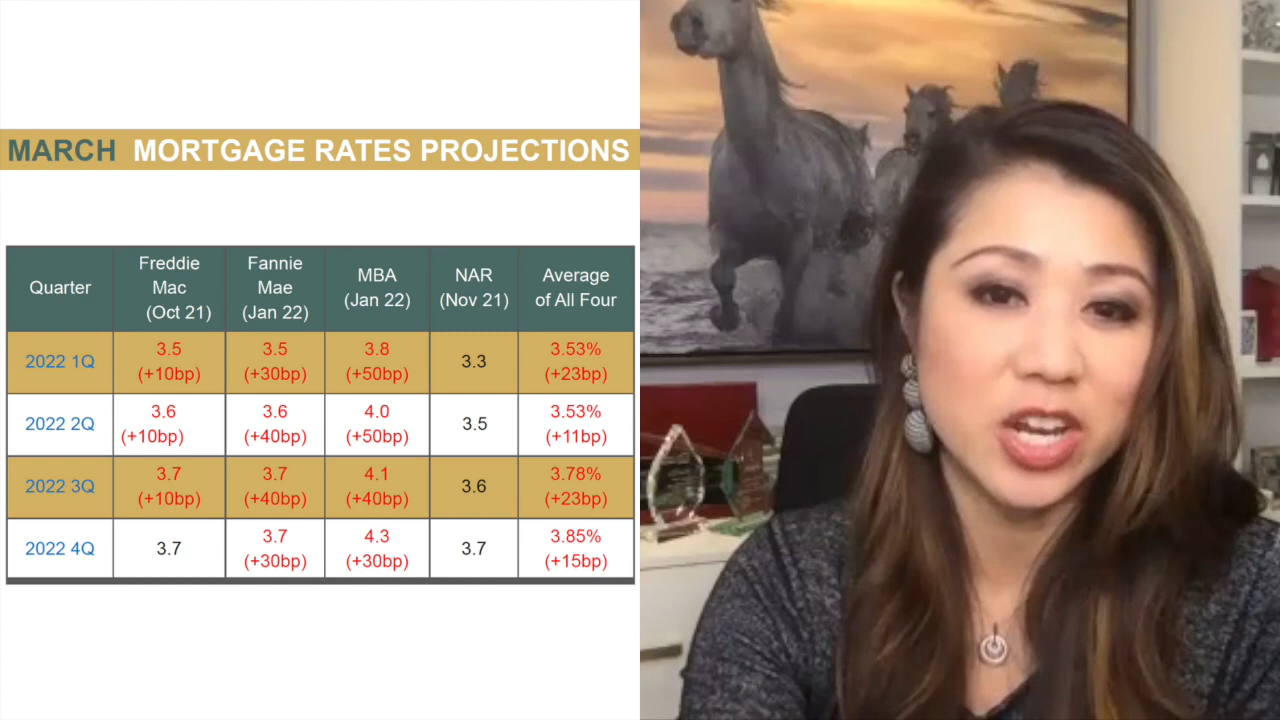 MARCH MORTGAGE RATES PROJECTIONS
Quarter
Freddie
Mac
(Oct 21)
Fannie
Mae
(Jan 22)
MBA
(Jan 22)
NAR
(Nov 21)
Average
of All Four
2022 1Q
3.5
(+10bp)
3.5
(+30bp)
3.8
(+50bp)
3.3
3.53%
(+23bp)
2022 2Q
3.6
(+10bp)
3.6
(+40bp)
4.0
(+50bp)
3.5
3.53%
(+11bp)
2022 3Q
3.7
(+10bp)
3.7
(+40bp)
4.1
(+40bp)
3.6
3.78%
(+23bp)
2022 4Q
3.7
3.7
(+30bp)
4.3
(+30bp)
3.7
3.85%
(+15bp)